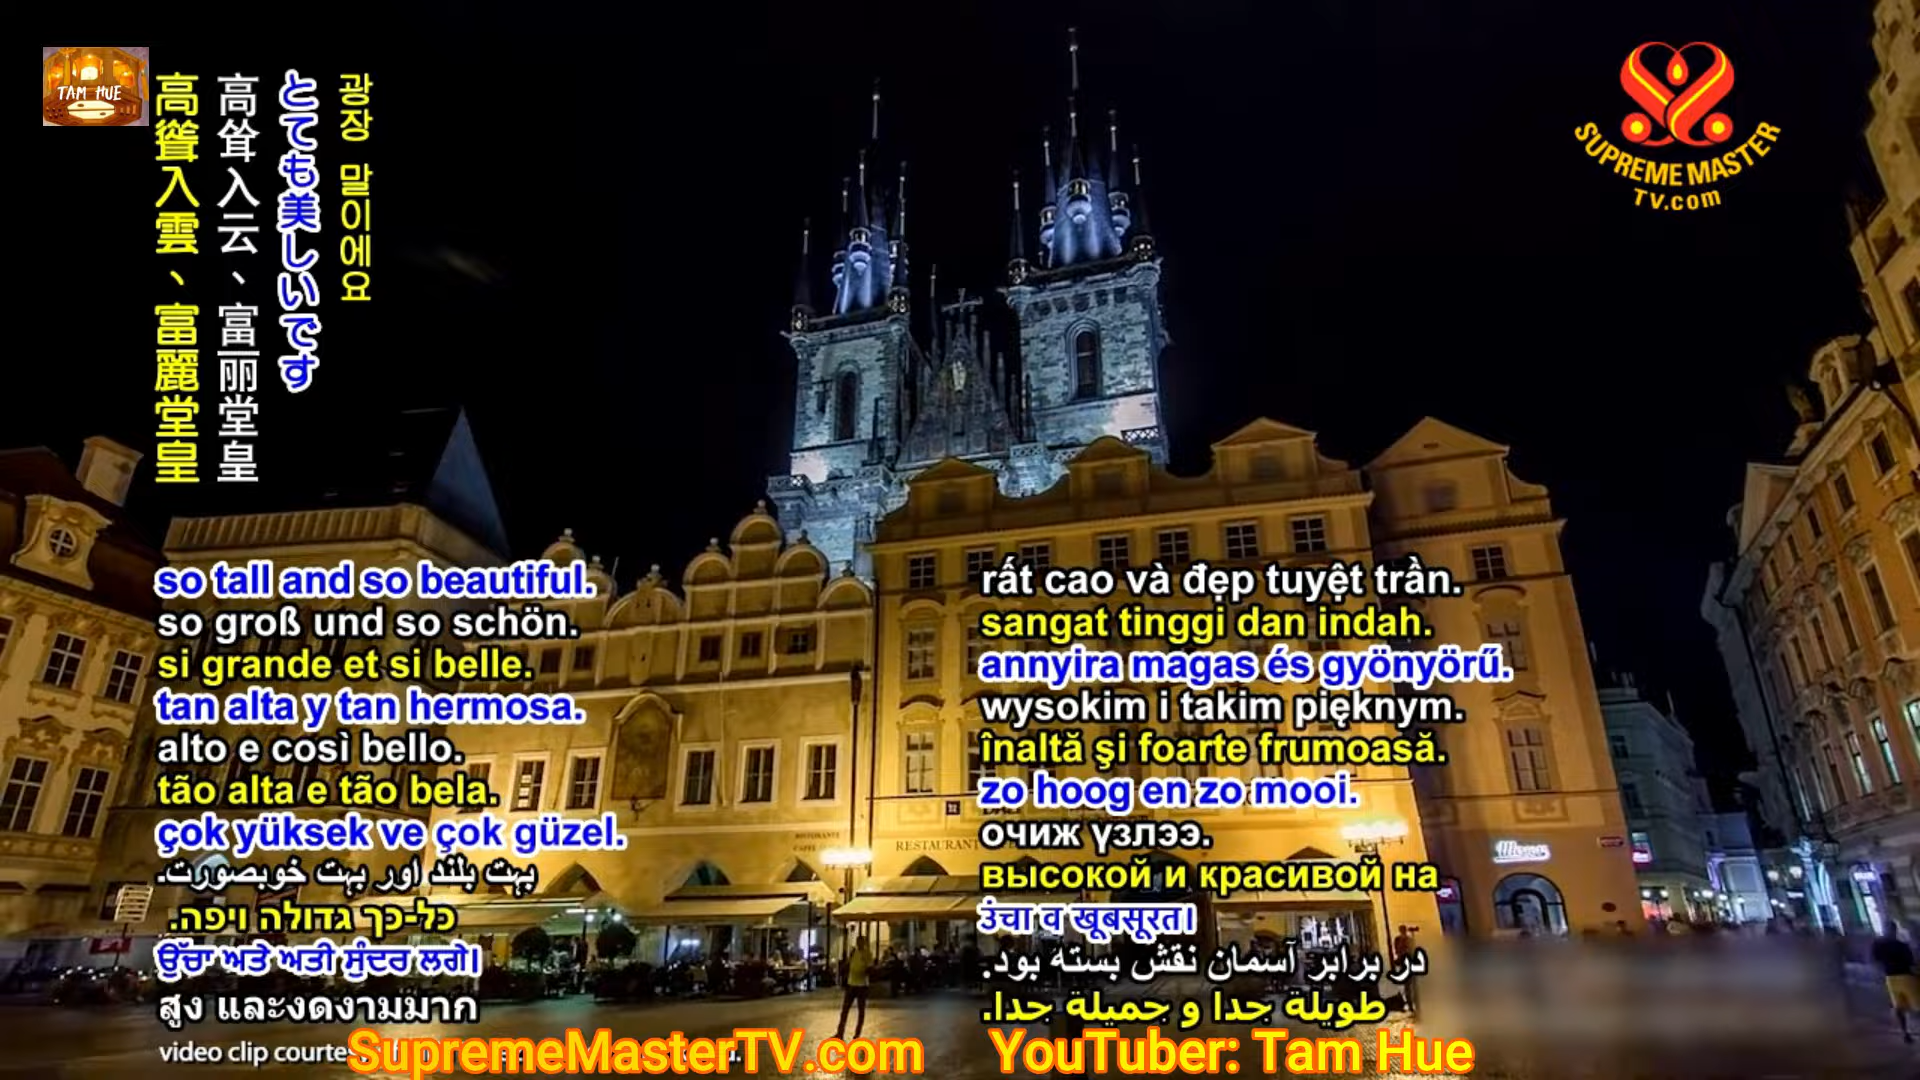 TAM HUE
高聳入雲、富麗堂皇
高耸入云、富丽堂皇
とても美しいです
광장 말이에요
SUPREME MASTER
TV.com
so tall and so beautiful.
so groß und so schön.
si grande et si belle.
tan alta y tan hermosa.
alto e così bello.
tão alta e tão bela.
çok yüksek ve çok güzel.
بہت بلند اور بہت خوبصورت۔
כל-כך גדולה ויפה.
ਉੱਚਾ ਅਤੇ ਅਤੀ ਸੁੰਦਰ ਲਗੇ।
สูง และงดงามมาก
rất cao và đẹp tuyệt trần.
sangat tinggi dan indah.
annyira magas és gyönyörű.
wysokim i takim pięknym.
înaltă şi foarte frumoasă.
zo hoog en zo mooi.
очиж үзлээ.
высокой и красивой на
उंचा व खूबसूरत।
در برابر آسمان نقش بسته بود.
طويلة جدا و جميلة جدا.
RESTAURANT
video clip
SupremeMasterTV.com YouTuber: Tam Hue